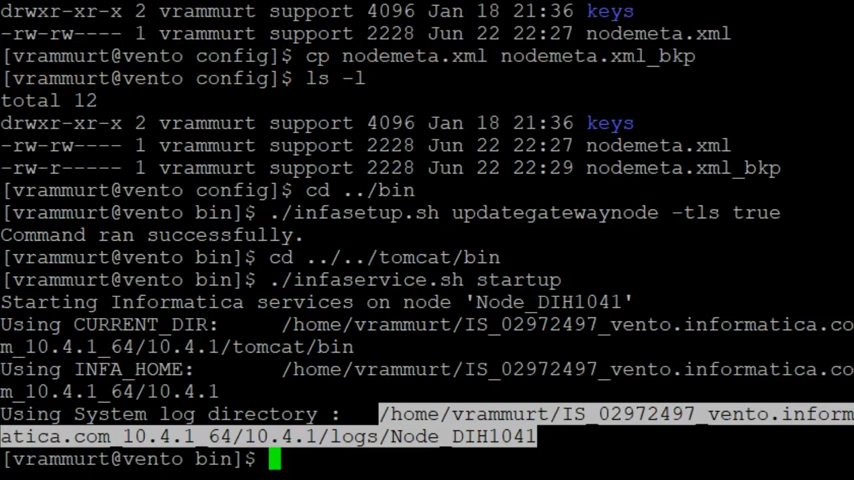 drwxr-xr-x 2 vrammurt support 4096 Jan 18 21:36 keys
-rw-rw---- 1 vrammurt support 2228 Jun 22 22:27 nodemeta.xml
[vrammurt@vento config]$ cp nodemeta.xml nodemeta.xml_bkp
[vrammurt@vento config]$ ls -l
total 12
drwxr-xr-x 2 vrammurt support 4096 Jan 18 21:36 keys
-rw-rw---- 1 vrammurt support 2228 Jun 22 22:27 nodemeta.xml
-rw-r----- 1 vrammurt support 2228 Jun 22 22:29 nodemeta.xml_bkp
[vrammurt@vento config]$ cd ../bin
[vrammurt@vento bin]$ ./infasetup.sh updategatewaynode -tls true
Command ran successfully.
[vrammurt@vento bin]$ cd ../../tomcat/bin
[vrammurt@vento bin]$ ./infaservice.sh startup
Starting Informatica services on node 'Node_DIH1041'
Using CURRENT_DIR:    /home/vrammurt/IS_02972497_vento.informatica.co
m_10.4.1_64/10.4.1/tomcat/bin
Using INFA_HOME:      /home/vrammurt/IS_02972497_vento.informatica.co
m_10.4.1_64/10.4.1
Using System log directory :   /home/vrammurt/IS_02972497_vento.inform
atica.com_10.4.1_64/10.4.1/logs/Node_DIH1041
[vrammurt@vento bin]$